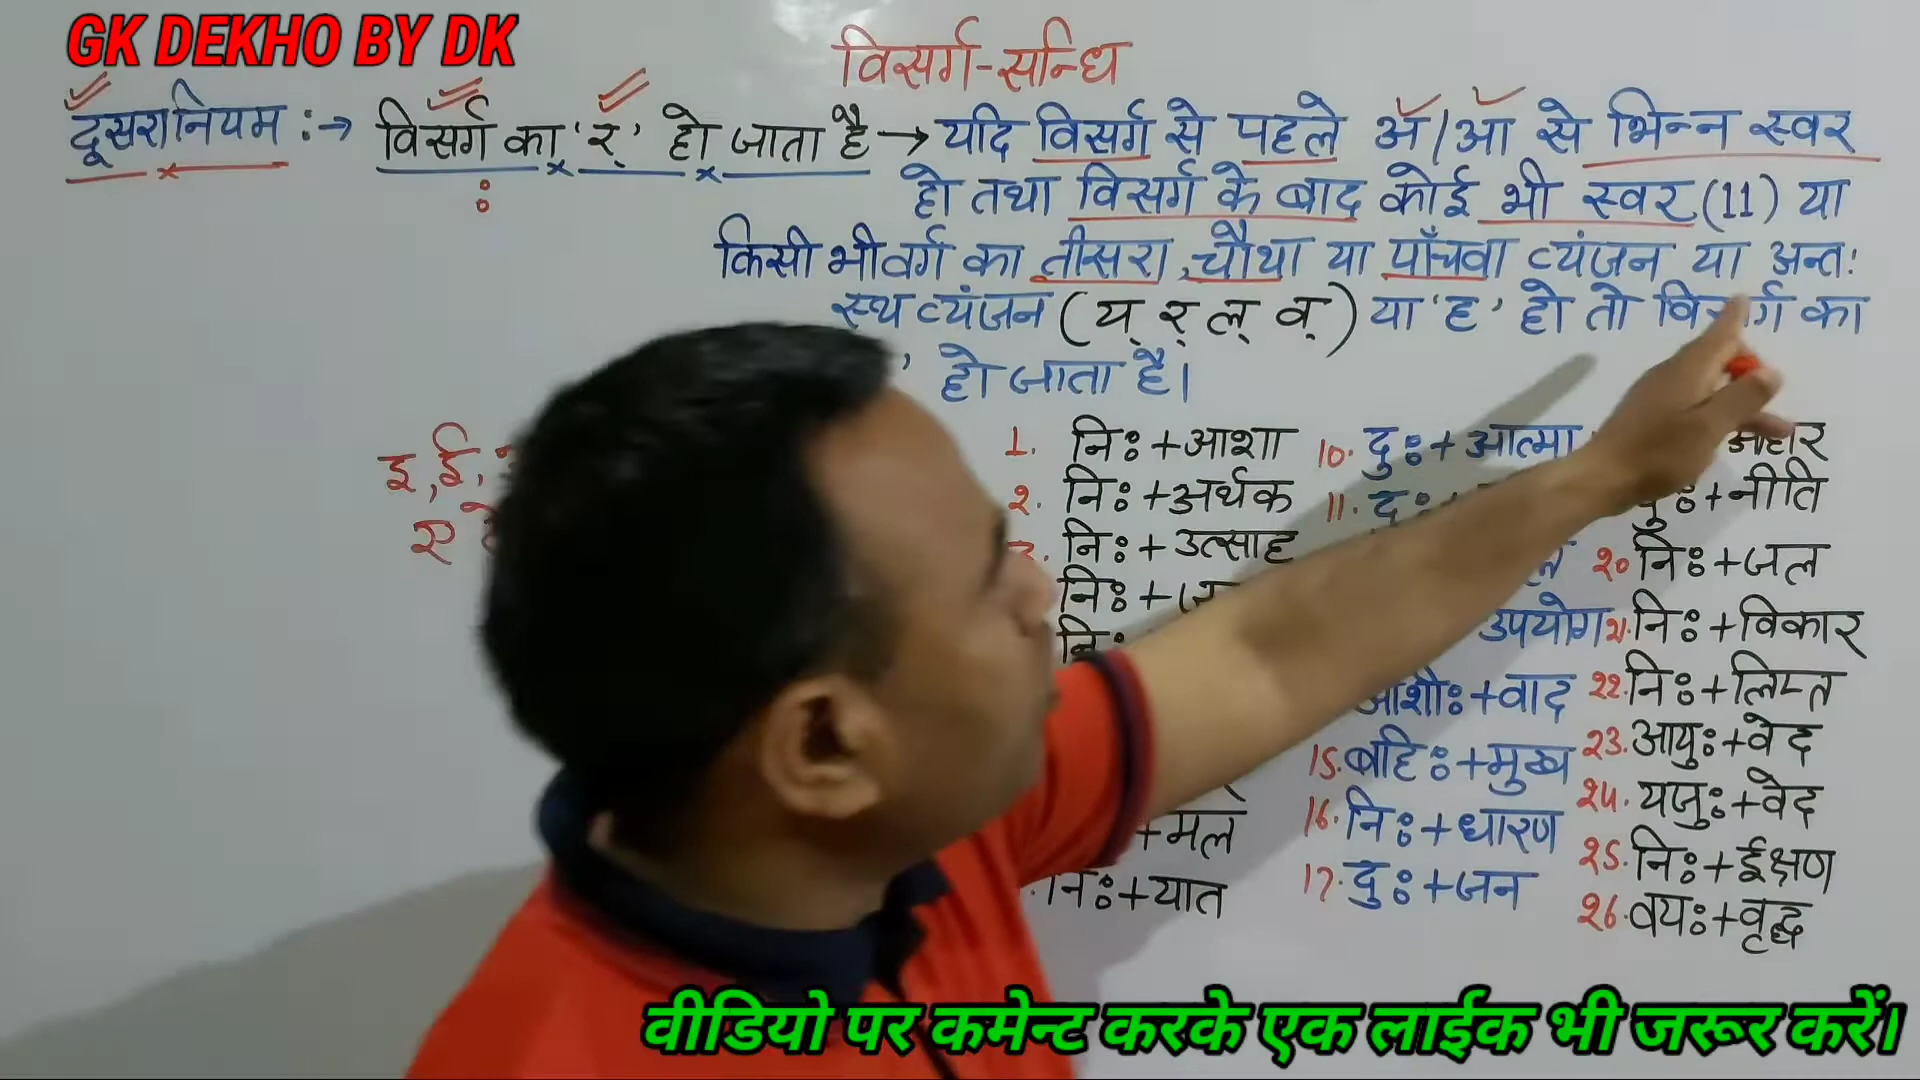 GK DEKHO BY DK
विसर्ग-सन्धि
दूसरा नियम :→ विसर्ग का 'र्' हो जाता है → यदि विसर्ग से पहले अ/आ से भिन्न स्वर
हो तथा विसर्ग के बाद कोई भी स्वर (11) या
किसी भी वर्ग का तीसरा, चौथा या पाँचवा व्यंजन या अन्तः
स्थ व्यंजन (य् र् ल् व्) या 'ह' हो तो का
' हो जाता है।
इ, ई,
ए
1. निः + आशा
2. निः + अर्थक
निः + उत्साह
निः +
निः
+ मल
निः + यात
10. दुः + आत्मा
11.
उपयोग
आशीः + वाद
15. बहिः + मुख
16. निः + धारण
17. दुः + जन
+ नीति
20 निः + जल
21. निः + विकार
22. निः + लिप्त
23. आयुः + वेद
24. यजुः + वेद
25. निः + ईक्षण
26. वयः + वृद्ध
वीडियो पर कमेन्ट करके एक लाईक भी जरूर करें।